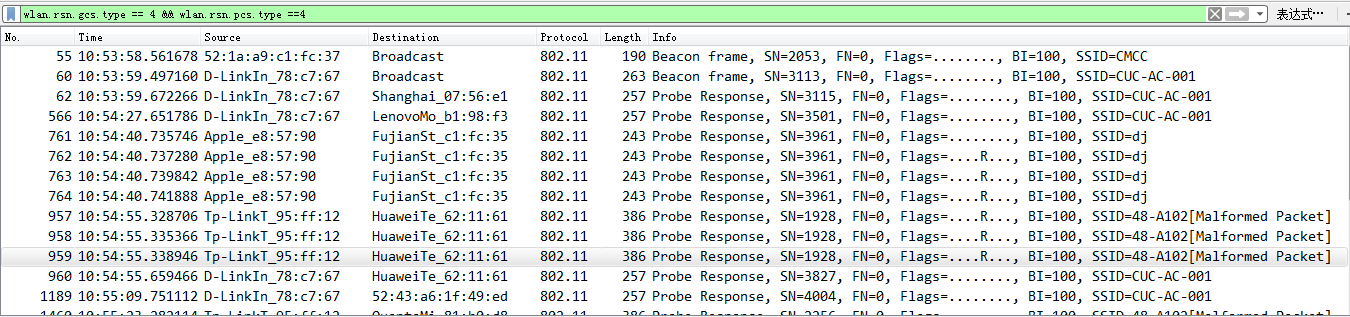 wlan.rsn.gcs.type == 4 && wlan.rsn.pcs.type ==4 表达式…
No. Time Source Destination Protocol Length Info
55 10:53:58.561678 52:1a:a9:c1:fc:37 Broadcast 802.11 190 Beacon frame, SN=2053, FN=0, Flags=........, BI=100, SSID=CMCC
60 10:53:59.497160 D-LinkIn_78:c7:67 Broadcast 802.11 263 Beacon frame, SN=3113, FN=0, Flags=........, BI=100, SSID=CUC-AC-001
62 10:53:59.672266 D-LinkIn_78:c7:67 Shanghai_07:56:e1 802.11 257 Probe Response, SN=3115, FN=0, Flags=........, BI=100, SSID=CUC-AC-001
566 10:54:27.651786 D-LinkIn_78:c7:67 LenovoMo_b1:98:f3 802.11 257 Probe Response, SN=3501, FN=0, Flags=........, BI=100, SSID=CUC-AC-001
761 10:54:40.735746 Apple_e8:57:90 FujianSt_c1:fc:35 802.11 243 Probe Response, SN=3961, FN=0, Flags=........, BI=100, SSID=dj
762 10:54:40.737280 Apple_e8:57:90 FujianSt_c1:fc:35 802.11 243 Probe Response, SN=3961, FN=0, Flags=....R..., BI=100, SSID=dj
763 10:54:40.739842 Apple_e8:57:90 FujianSt_c1:fc:35 802.11 243 Probe Response, SN=3961, FN=0, Flags=....R..., BI=100, SSID=dj
764 10:54:40.741888 Apple_e8:57:90 FujianSt_c1:fc:35 802.11 243 Probe Response, SN=3961, FN=0, Flags=....R..., BI=100, SSID=dj
957 10:54:55.328706 Tp-LinkT_95:ff:12 HuaweiTe_62:11:61 802.11 386 Probe Response, SN=1928, FN=0, Flags=....R..., BI=100, SSID=48-A102[Malformed Packet]
958 10:54:55.335366 Tp-LinkT_95:ff:12 HuaweiTe_62:11:61 802.11 386 Probe Response, SN=1928, FN=0, Flags=....R..., BI=100, SSID=48-A102[Malformed Packet]
959 10:54:55.338946 Tp-LinkT_95:ff:12 HuaweiTe_62:11:61 802.11 386 Probe Response, SN=1928, FN=0, Flags=....R..., BI=100, SSID=48-A102[Malformed Packet]
960 10:54:55.659466 D-LinkIn_78:c7:67 HuaweiTe_62:11:61 802.11 257 Probe Response, SN=3827, FN=0, Flags=........, BI=100, SSID=CUC-AC-001
1189 10:55:09.751112 D-LinkIn_78:c7:67 52:43:a6:1f:49:ed 802.11 257 Probe Response, SN=4004, FN=0, Flags=........, BI=100, SSID=CUC-AC-001